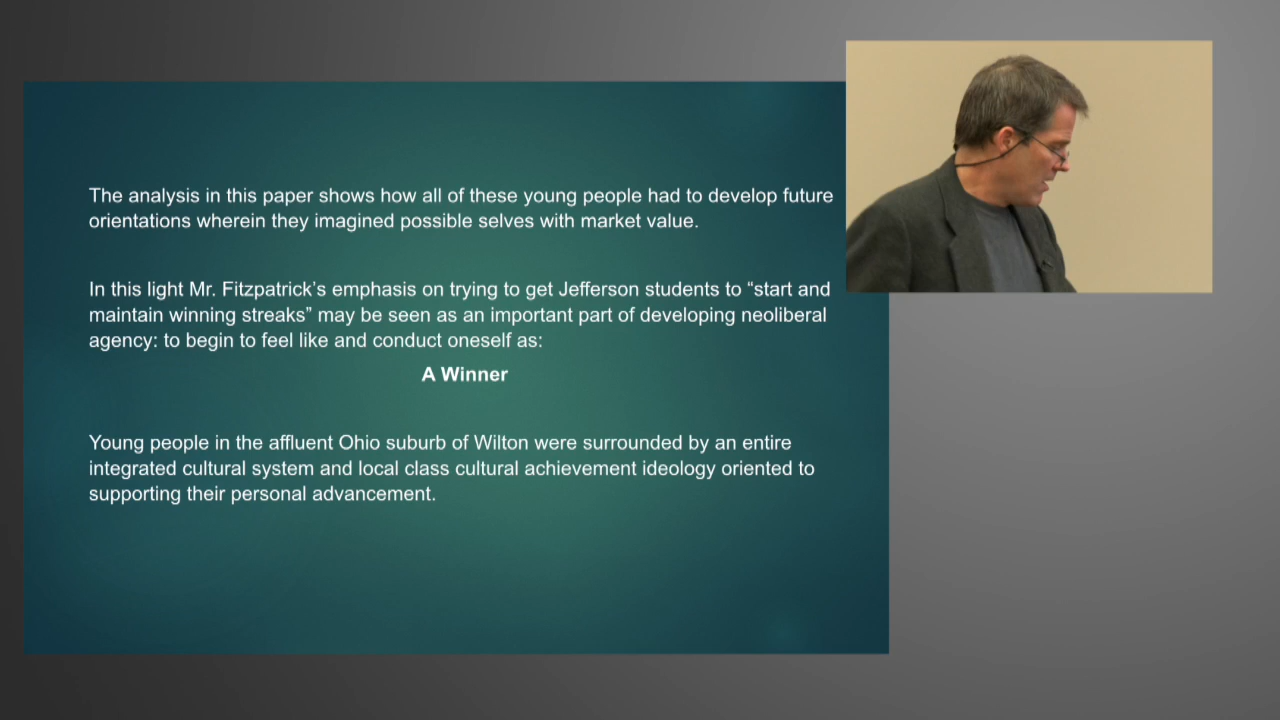 The analysis in this paper shows how all of these young people had to develop future
orientations wherein they imagined possible selves with market value.
In this light Mr. Fitzpatrick’s emphasis on trying to get Jefferson students to “start and
maintain winning streaks” may be seen as an important part of developing neoliberal
agency: to begin to feel like and conduct oneself as:
A Winner
Young people in the affluent Ohio suburb of Wilton were surrounded by an entire
integrated cultural system and local class cultural achievement ideology oriented to
supporting their personal advancement.